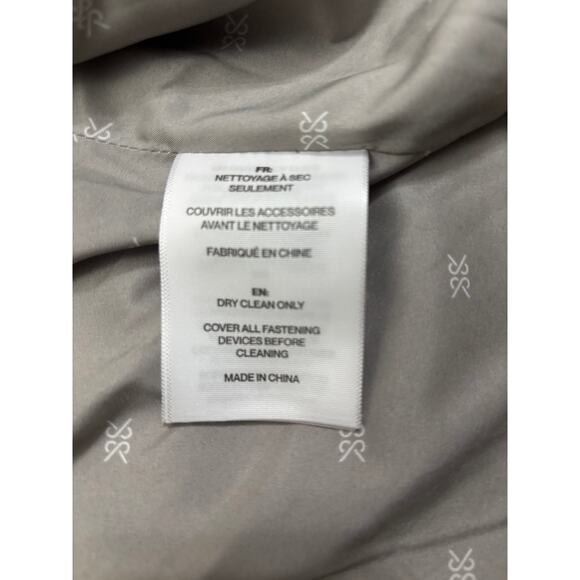 FR:
NETTOYAGE À SEC
SEULEMENT
COUVRIR LES ACCESSOIRES
AVANT LE NETTOYAGE
FABRIQUÉ EN CHINE
EN:
DRY CLEAN ONLY
COVER ALL FASTENING
DEVICES BEFORE
CLEANING
MADE IN CHINA